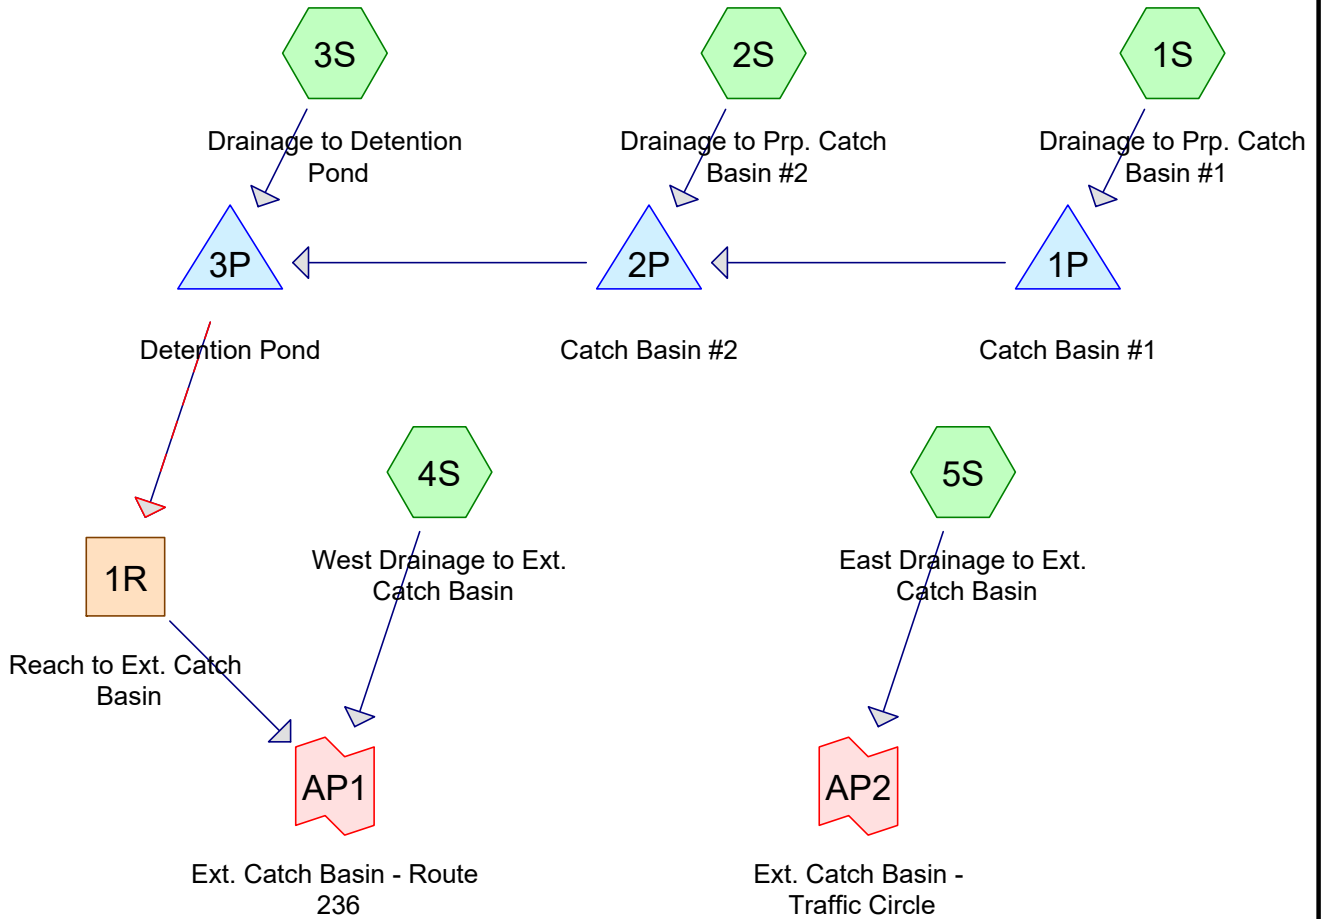 3S
2S
1S
Drainage to Detention
Pond
Drainage to Prp. Catch
Basin #2
Drainage to Prp. Catch
Basin #1
3P
2P
1P
Detention Pond
Catch Basin #2
Catch Basin #1
4S
5S
West Drainage to Ext.
Catch Basin
East Drainage to Ext.
Catch Basin
1R
Reach to Ext. Catch
Basin
AP1
AP2
Ext. Catch Basin - Route
236
Ext. Catch Basin -
Traffic Circle